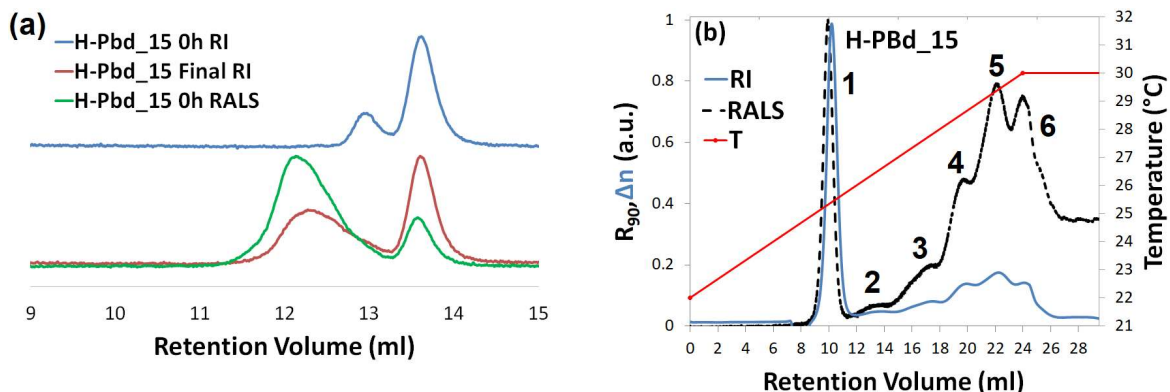 (a)
H-Pbd_15 0h RI
H-Pbd_15 Final RI
H-Pbd_15 0h RALS
9 10 11 12 13 14 15
Retention Volume (ml)
(b)
H-PBd_15
RI
RALS
T
1
2
3
4
5
6
R90,Δn (a.u.)
1
0.8
0.6
0.4
0.2
0
0 2 4 6 8 10 12 14 16 18 20 22 24 26 28
Retention Volume (ml)
32
31
30
29
28
27
26
25
24
23
22
21
Temperature (°C)